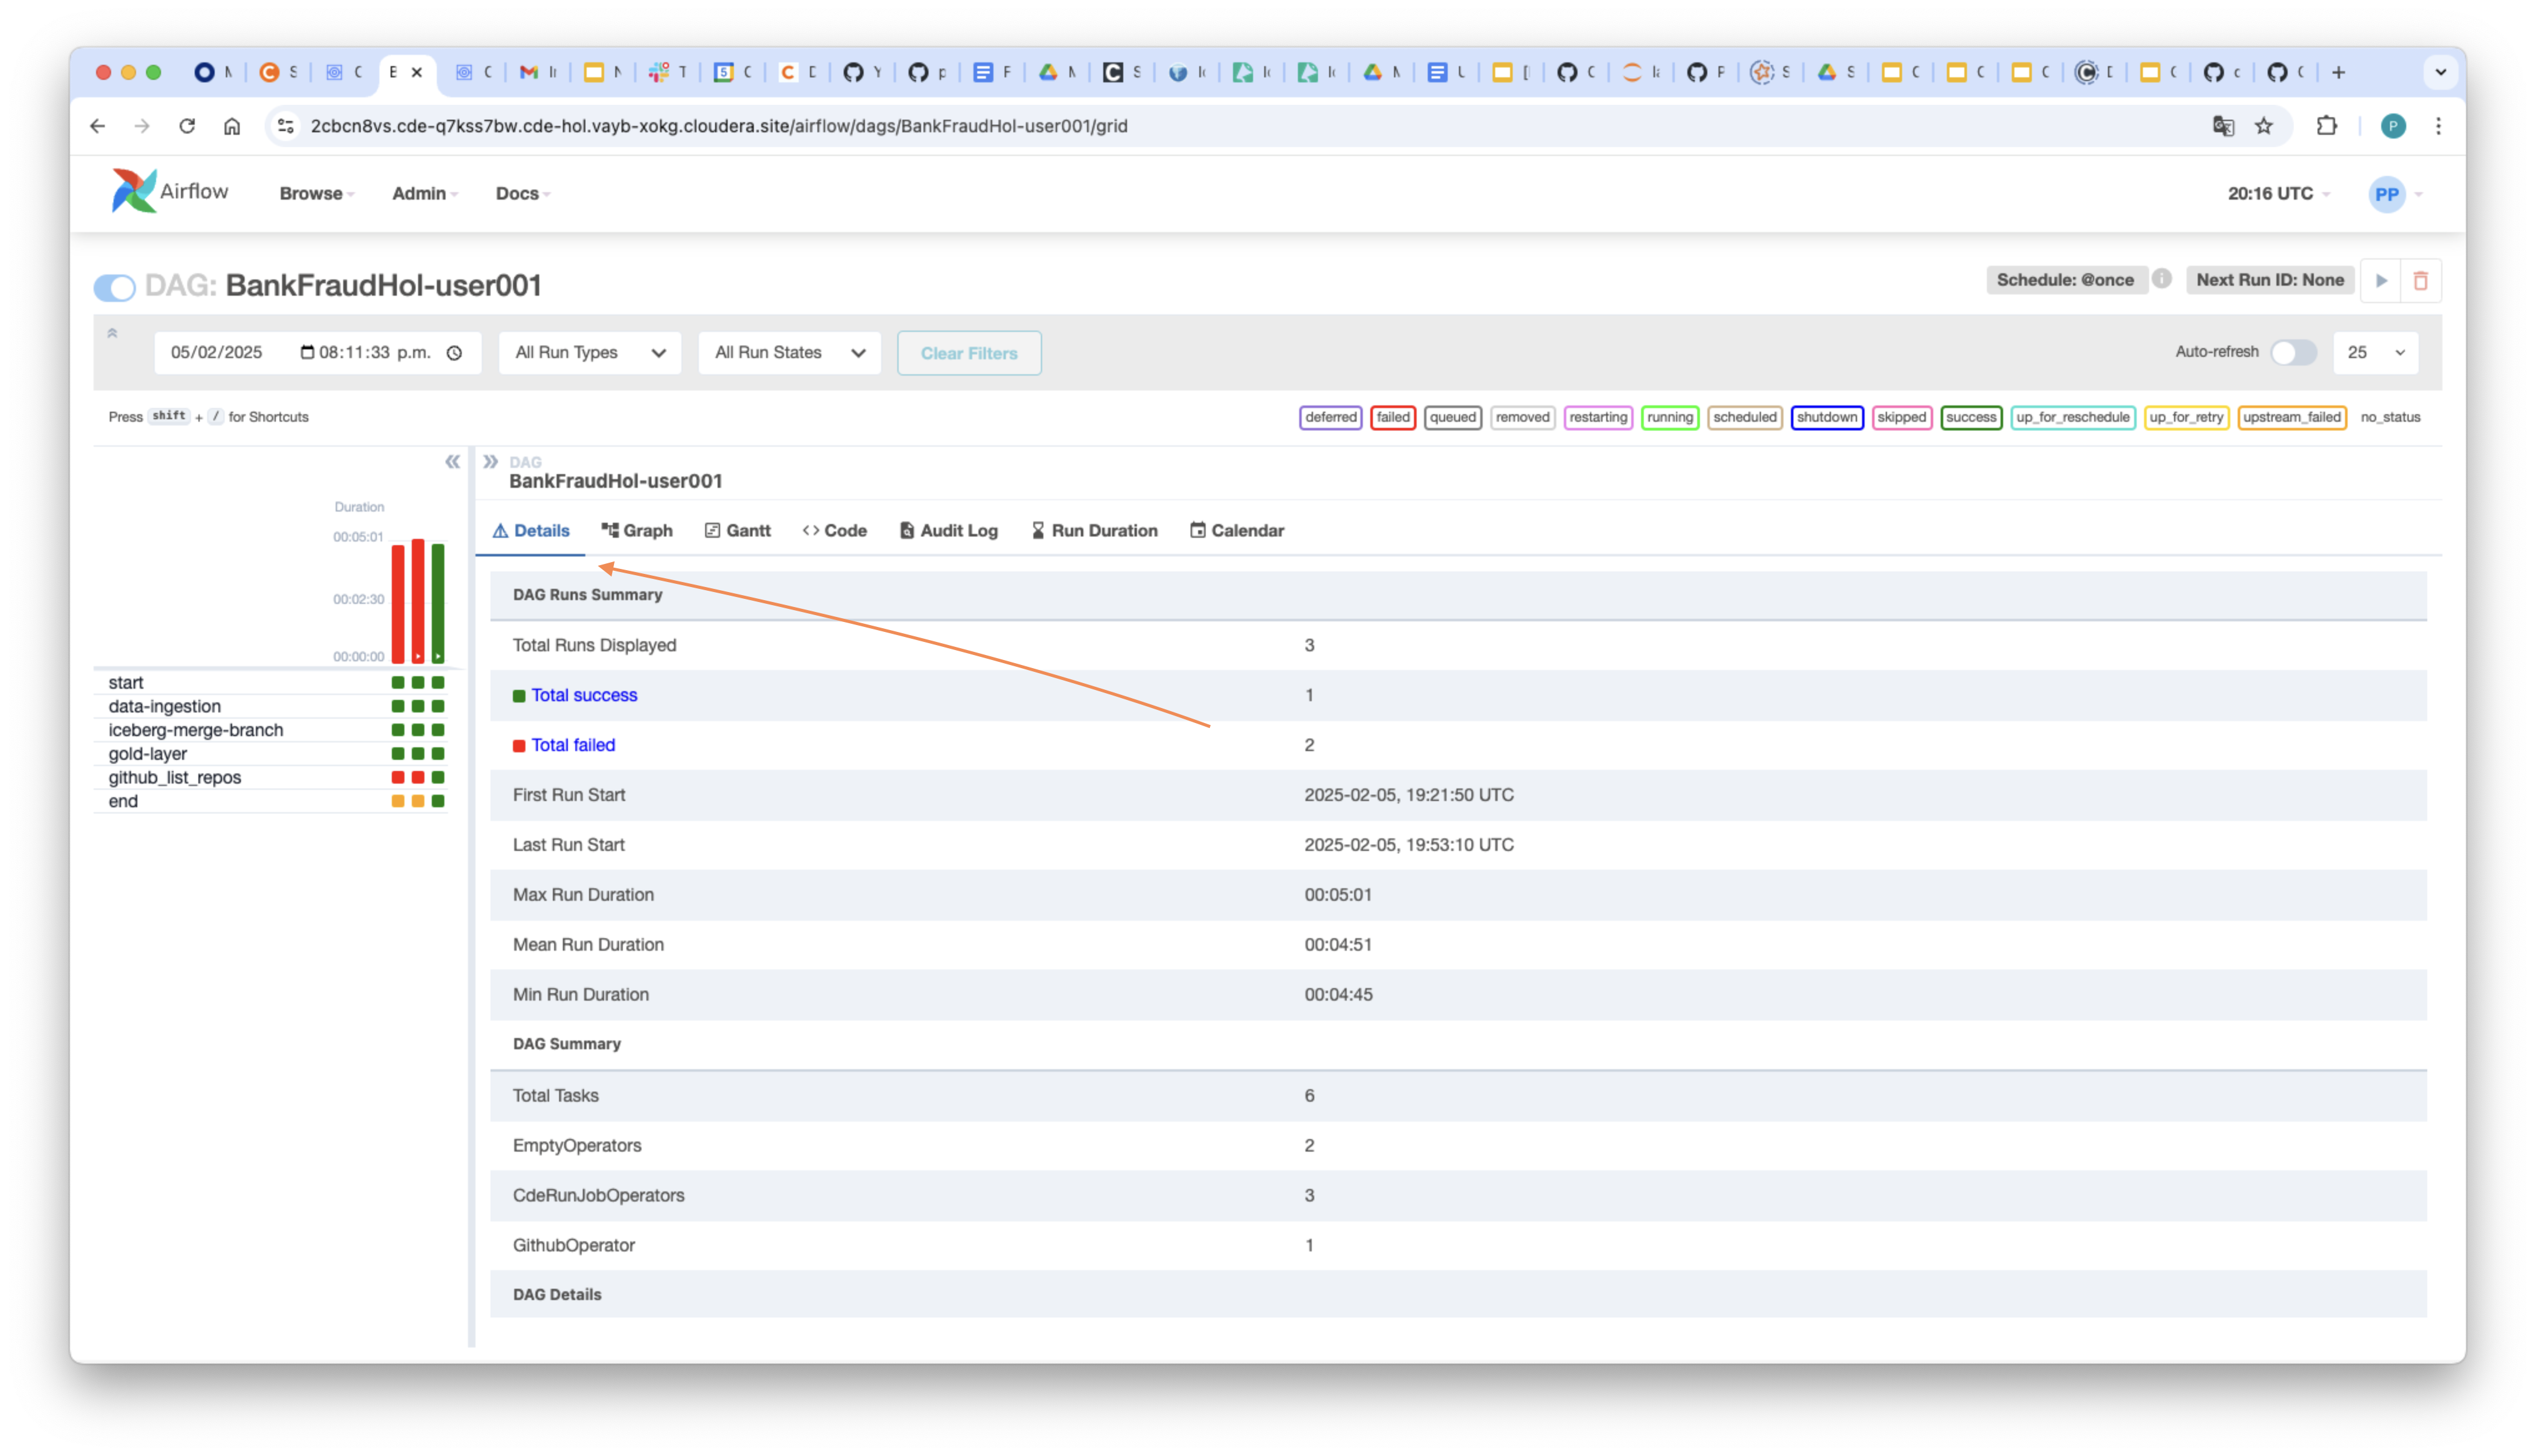 2cbcn8vs.cde-q7kss7bw.cde-hol.vayb-xokg.cloudera.site/airflow/dags/BankFraudHol-user001/grid
P
Airflow Browse Admin Docs 20:16 UTC PP
DAG: BankFraudHol-user001 Schedule: @once Next Run ID: None
05/02/2025 08:11:33 p.m. All Run Types All Run States Clear Filters Auto-refresh 25
Press shift + / for Shortcuts deferred failed queued removed restarting running scheduled shutdown skipped success up_for_reschedule up_for_retry upstream_failed no_status
DAG
BankFraudHol-user001
Duration
00:05:01
00:02:30
00:00:00
start
data-ingestion
iceberg-merge-branch
gold-layer
github_list_repos
end
Details Graph Gantt Code Audit Log Run Duration Calendar
DAG Runs Summary
Total Runs Displayed 3
Total success 1
Total failed 2
First Run Start 2025-02-05, 19:21:50 UTC
Last Run Start 2025-02-05, 19:53:10 UTC
Max Run Duration 00:05:01
Mean Run Duration 00:04:51
Min Run Duration 00:04:45
DAG Summary
Total Tasks 6
EmptyOperators 2
CdeRunJobOperators 3
GithubOperator 1
DAG Details